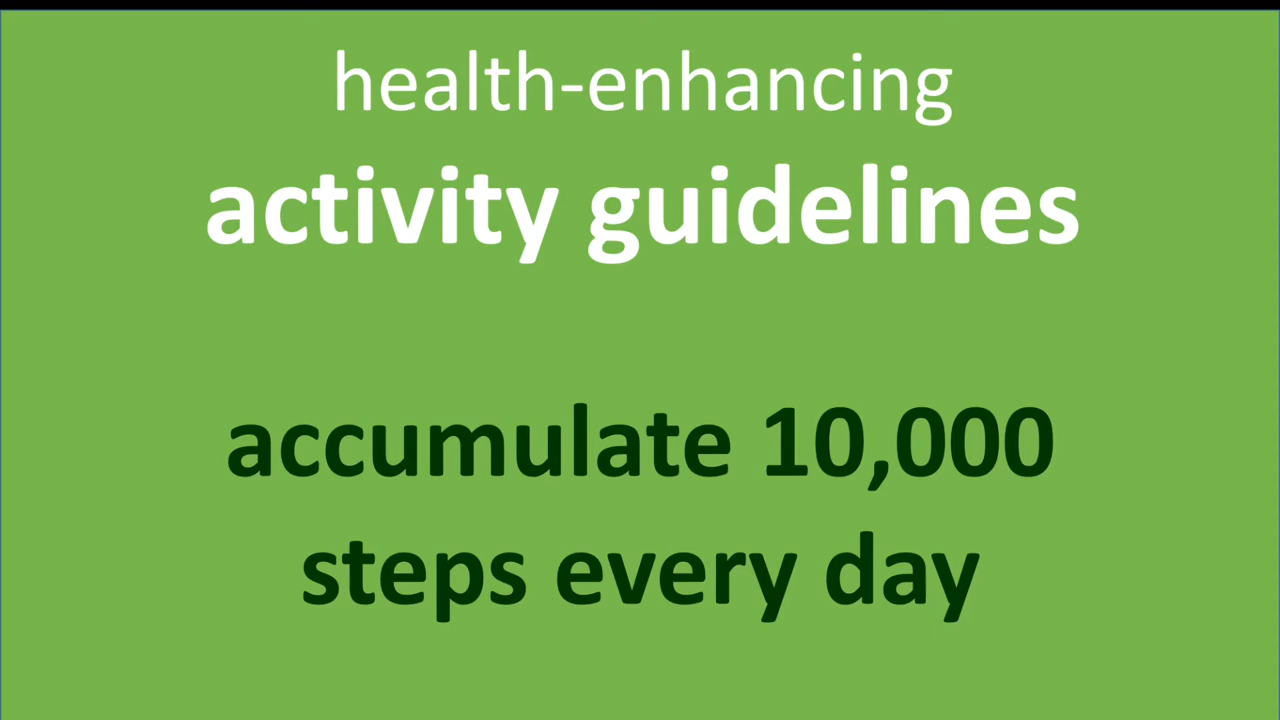 health-enhancing
activity guidelines
accumulate 10,000
steps every day